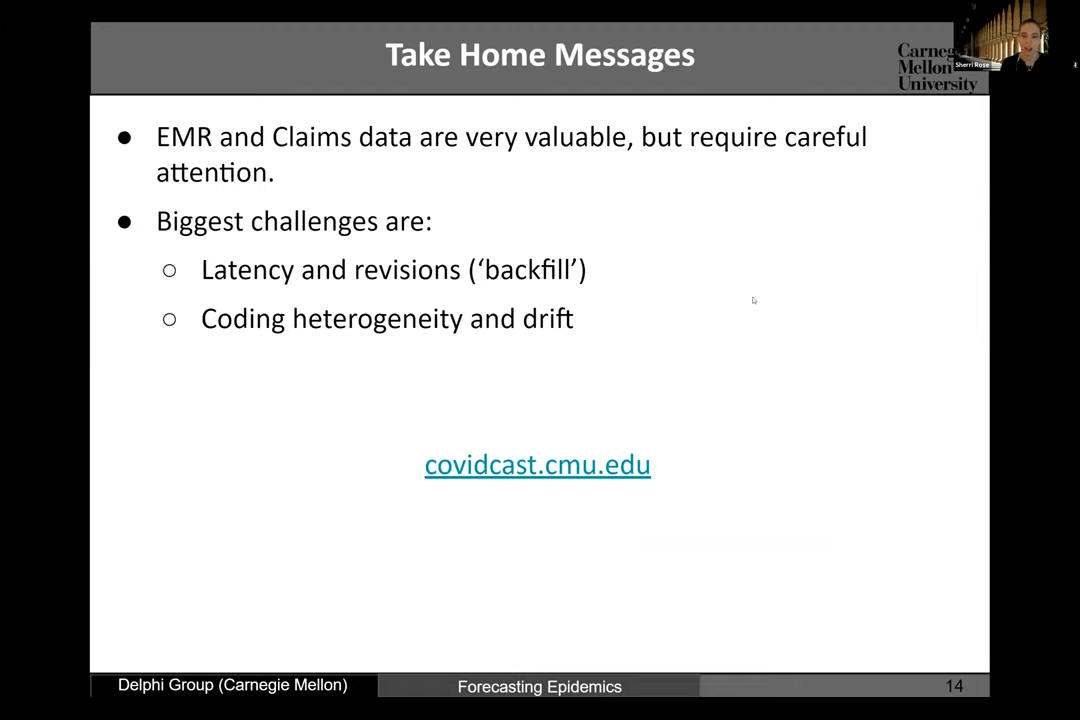 Take Home Messages
Carneg
Mellon
University
Sherri Rose
● EMR and Claims data are very valuable, but require careful
attention.
● Biggest challenges are:
○ Latency and revisions (‘backfill’)
○ Coding heterogeneity and drift
covidcast.cmu.edu
Delphi Group (Carnegie Mellon)
Forecasting Epidemics
14